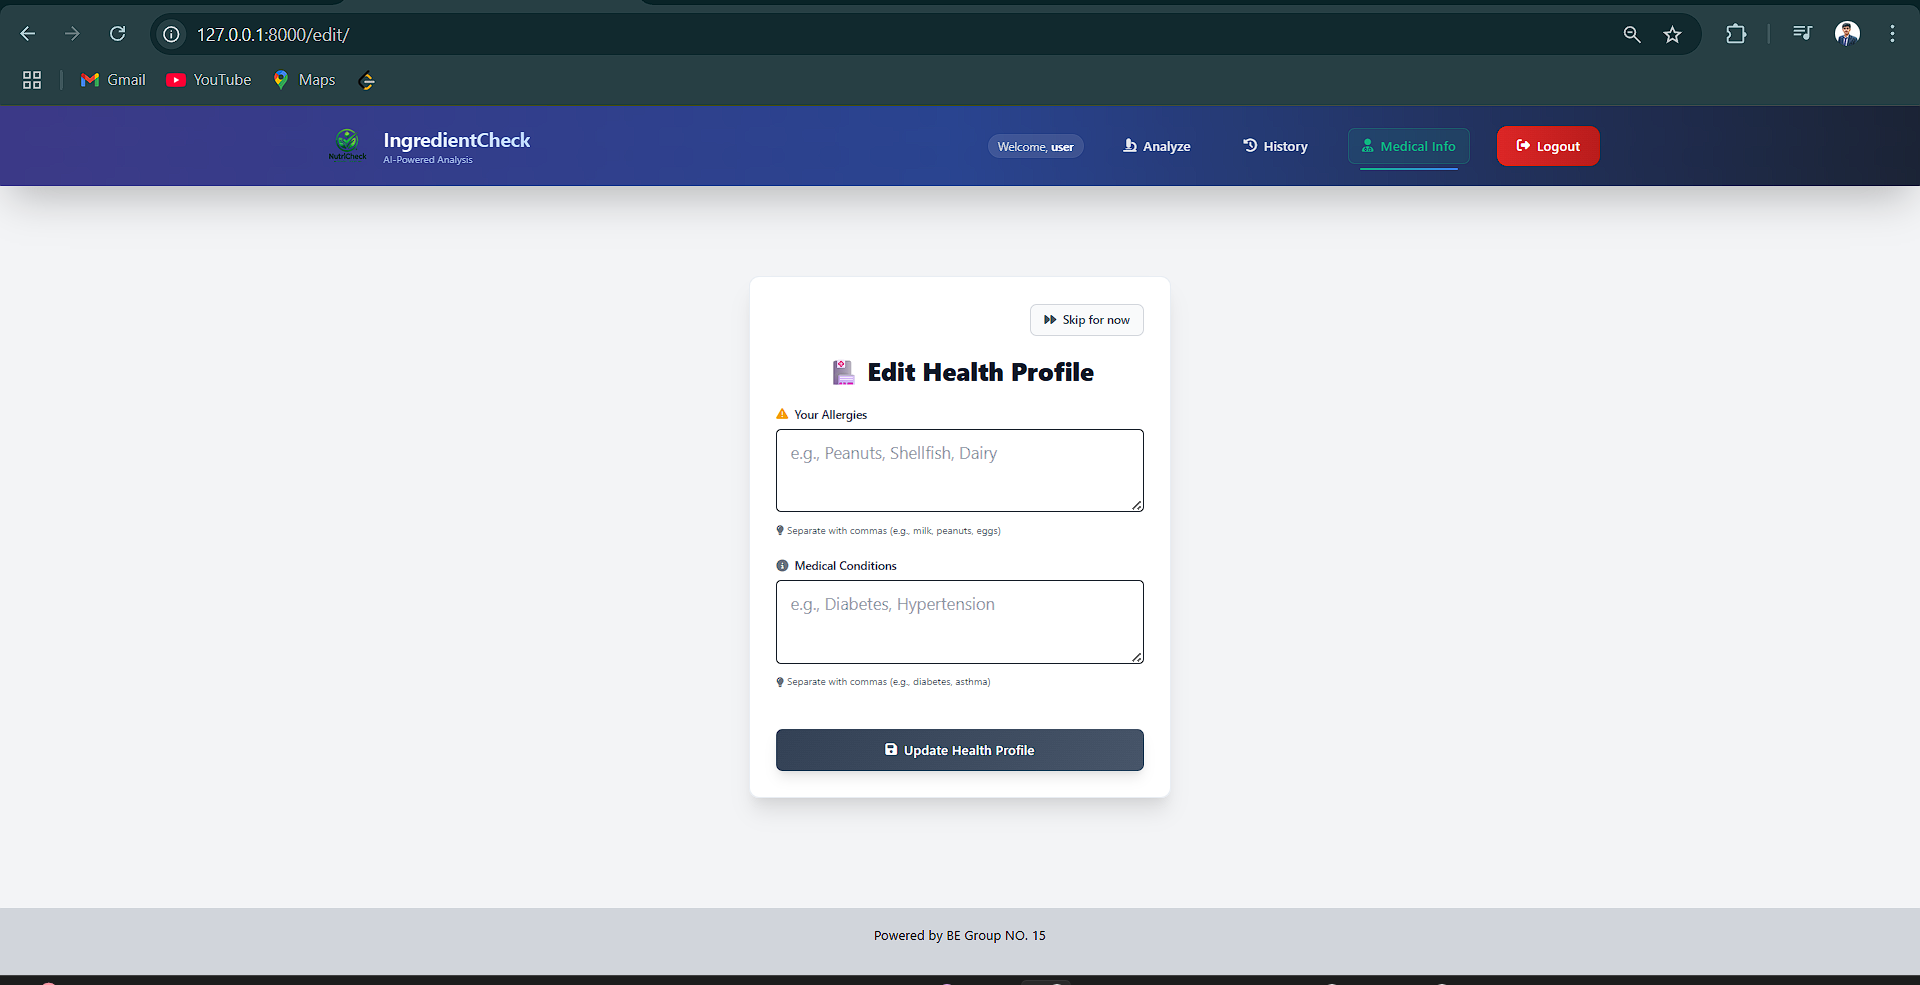 127.0.0.1:8000/edit/
Gmail YouTube Maps
NutriCheck
IngredientCheck
AI-Powered Analysis
Welcome, user
Analyze
History
Medical Info
Logout
Skip for now
Edit Health Profile
Your Allergies
e.g., Peanuts, Shellfish, Dairy
Separate with commas (e.g., milk, peanuts, eggs)
Medical Conditions
e.g., Diabetes, Hypertension
Separate with commas (e.g., diabetes, asthma)
Update Health Profile
Powered by BE Group NO. 15